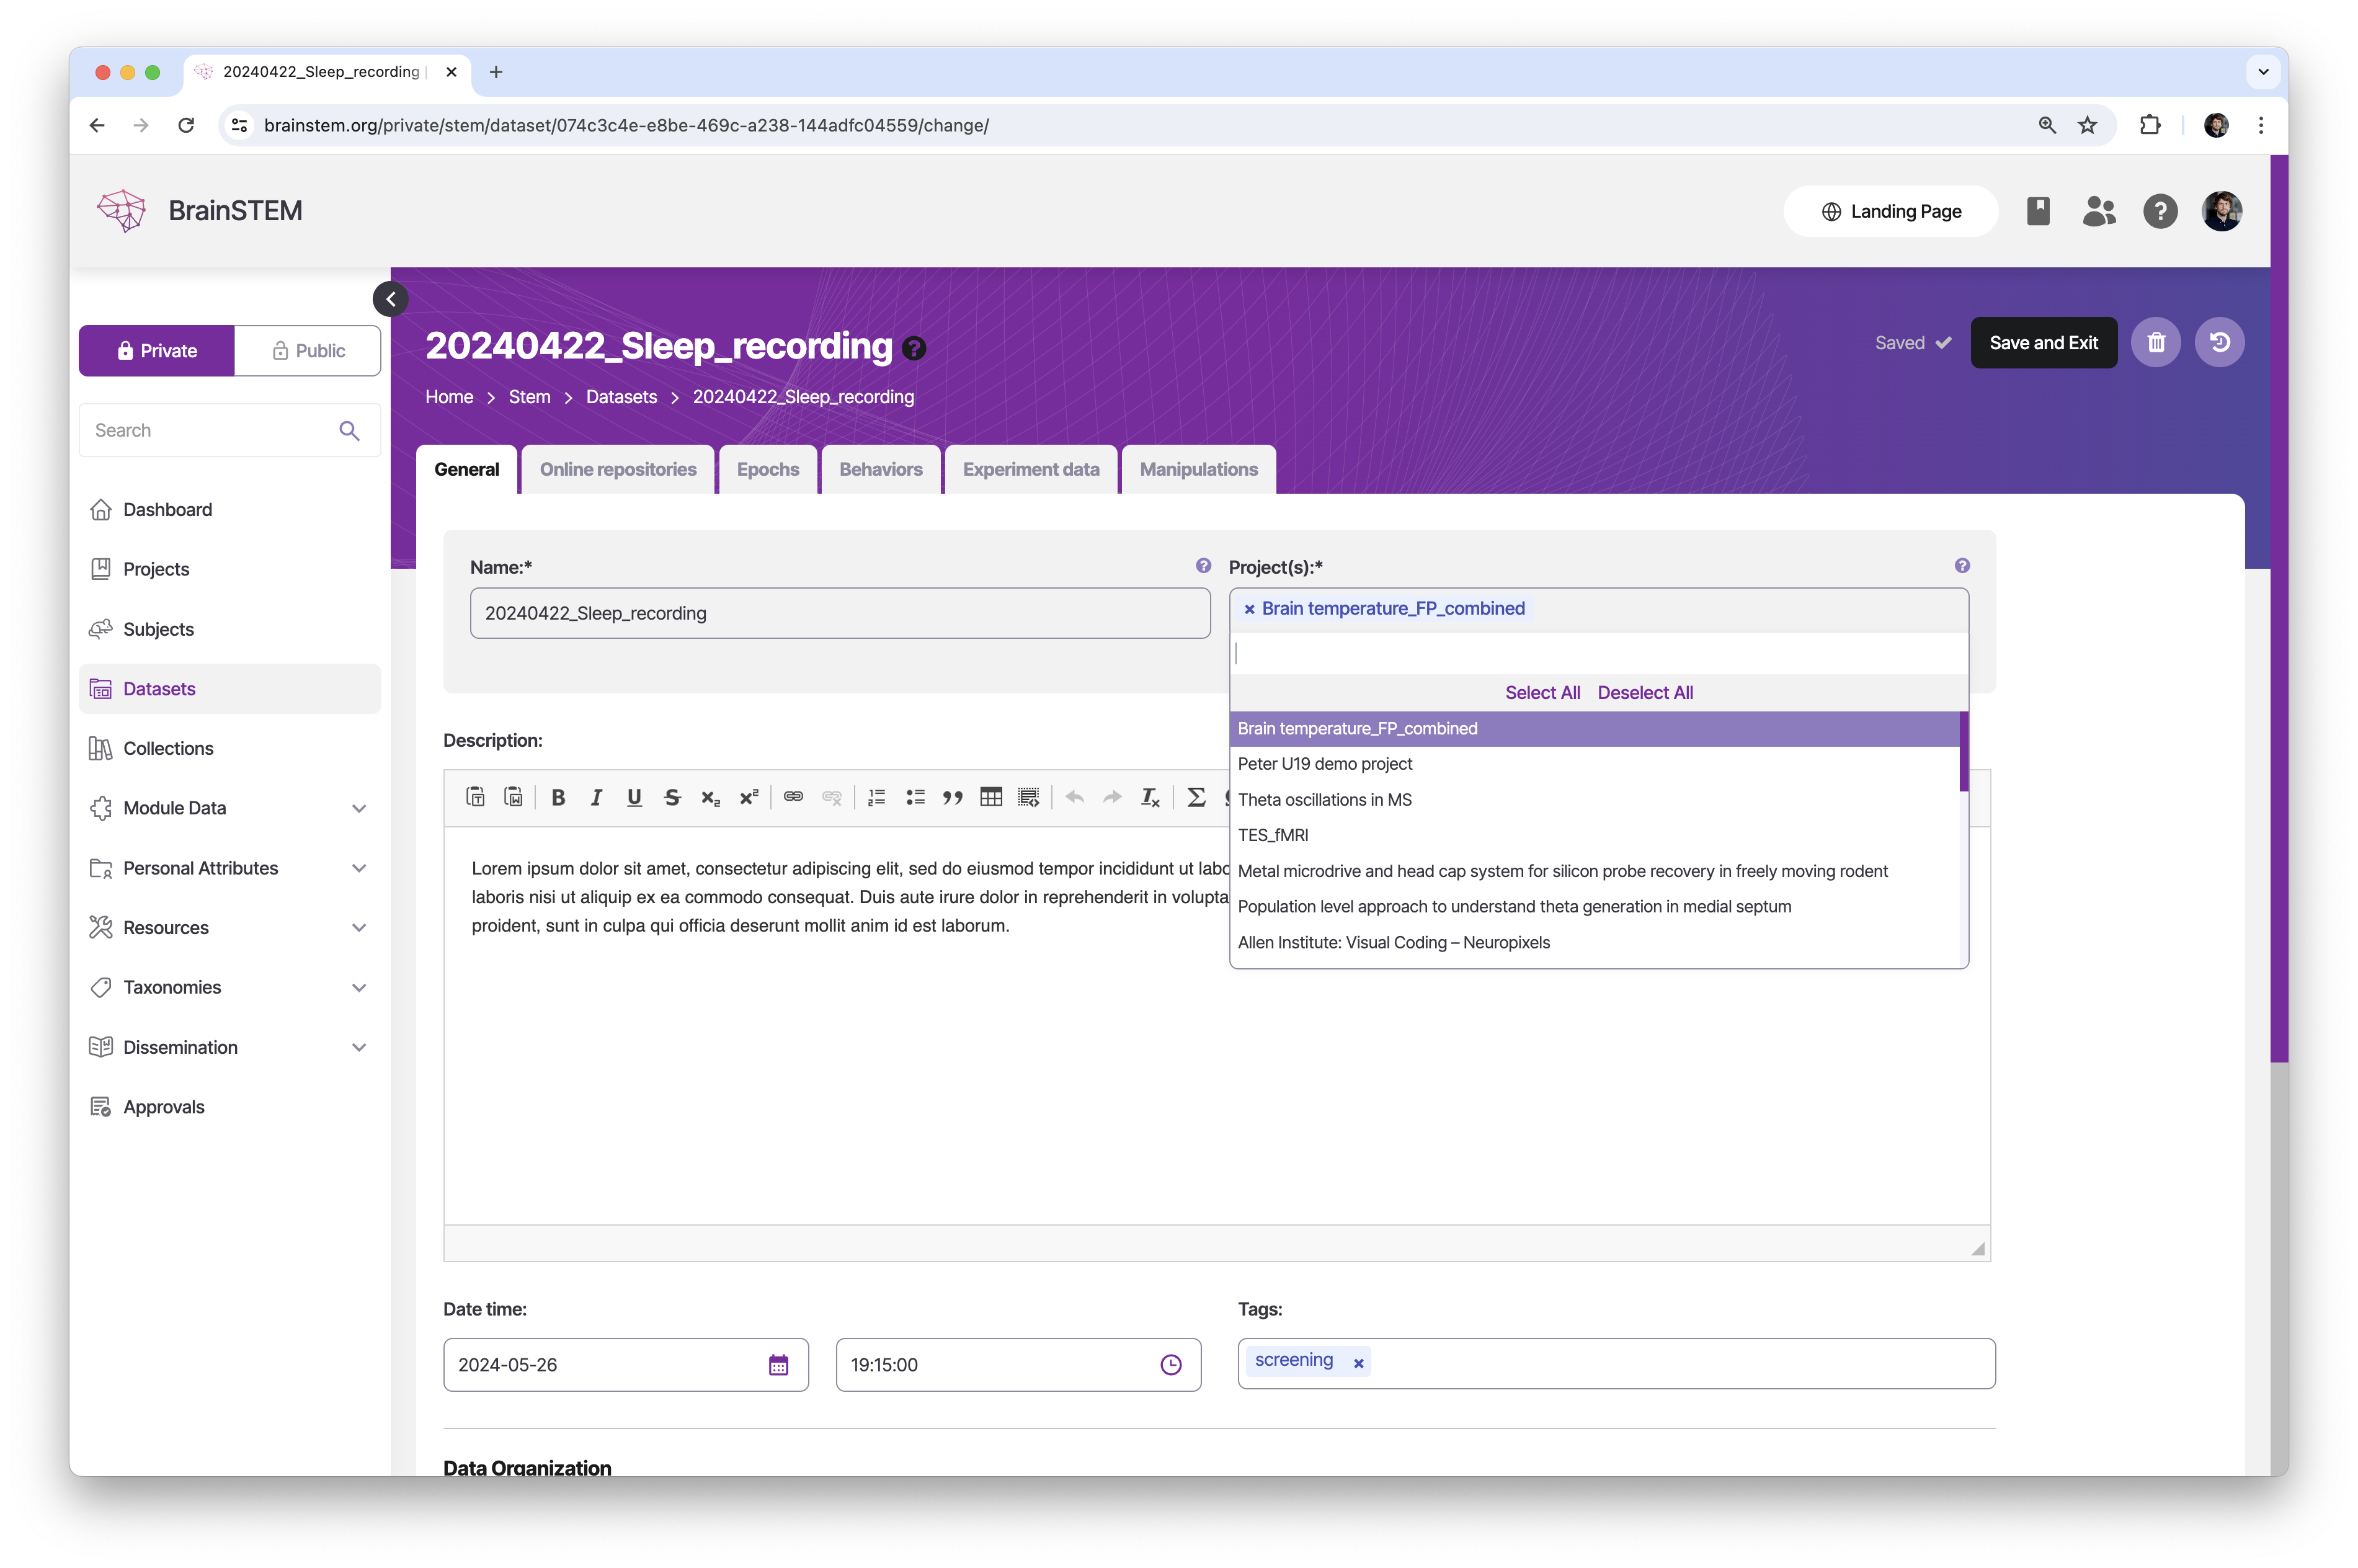 20240422_Sleep_recording |
brainstem.org/private/stem/dataset/074c3c4e-e8be-469c-a238-144adfc04559/change/
BrainSTEM
Landing Page
Private
Public
Search
Dashboard
Projects
Subjects
Datasets
Collections
Module Data
Personal Attributes
Resources
Taxonomies
Dissemination
Approvals
20240422_Sleep_recording
Saved
Save and Exit
Home > Stem > Datasets > 20240422_Sleep_recording
General
Online repositories
Epochs
Behaviors
Experiment data
Manipulations
Name:*
20240422_Sleep_recording
Project(s):*
× Brain temperature_FP_combined
Select All Deselect All
Brain temperature_FP_combined
Peter U19 demo project
Theta oscillations in MS
TES_fMRI
Metal microdrive and head cap system for silicon probe recovery in freely moving rodent
Population level approach to understand theta generation in medial septum
Allen Institute: Visual Coding – Neuropixels
Description:
Lorem ipsum dolor sit amet, consectetur adipiscing elit, sed do eiusmod tempor incididunt ut labo
laboris nisi ut aliquip ex ea commodo consequat. Duis aute irure dolor in reprehenderit in volupta
proident, sunt in culpa qui officia deserunt mollit anim id est laborum.
Date time:
2024-05-26
19:15:00
Tags:
screening ×
Data Organization